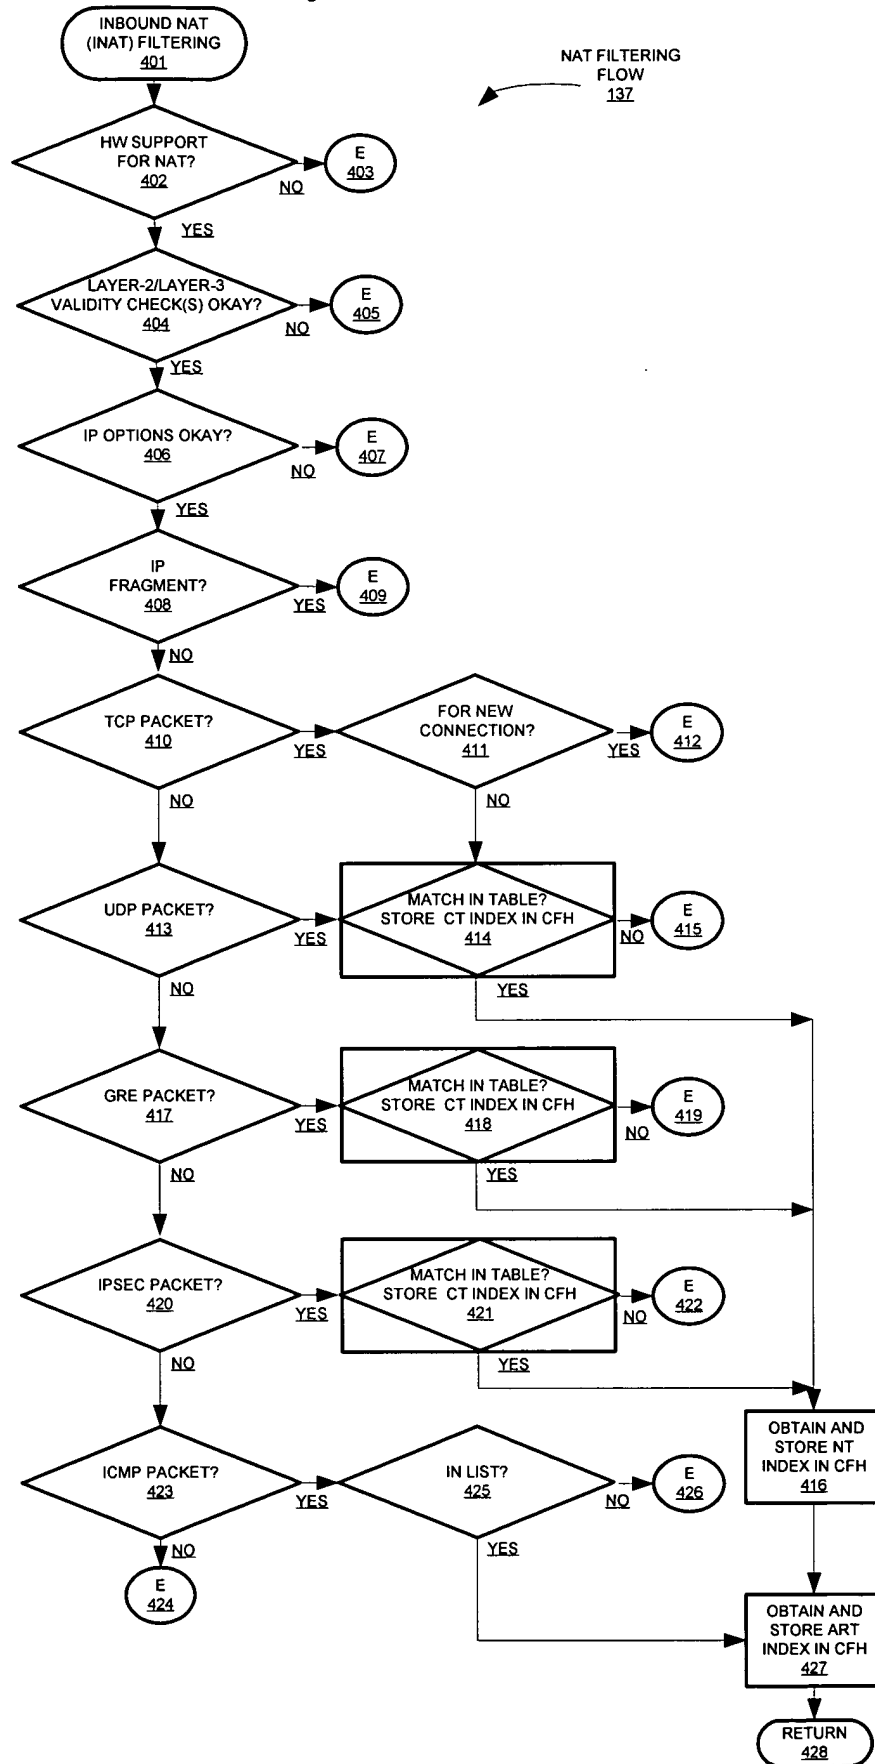 INBOUND NAT
(INAT) FILTERING
401
NAT FILTERING
FLOW
137
HW SUPPORT
FOR NAT?
402
NO
E
403
YES
LAYER-2/LAYER-3
VALIDITY CHECK(S) OKAY?
404
NO
E
405
YES
IP OPTIONS OKAY?
406
NO
E
407
YES
IP
FRAGMENT?
408
YES
E
409
NO
TCP PACKET?
410
YES
FOR NEW
CONNECTION?
411
YES
E
412
NO
NO
UDP PACKET?
413
YES
MATCH IN TABLE?
STORE CT INDEX IN CFH
414
NO
E
415
NO
YES
GRE PACKET?
417
YES
MATCH IN TABLE?
STORE CT INDEX IN CFH
418
NO
E
419
NO
YES
IPSEC PACKET?
420
YES
MATCH IN TABLE?
STORE CT INDEX IN CFH
421
NO
E
422
NO
YES
OBTAIN AND
STORE NT
INDEX IN CFH
416
ICMP PACKET?
423
YES
IN LIST?
425
NO
E
426
NO
YES
E
424
OBTAIN AND
STORE ART
INDEX IN CFH
427
RETURN
428